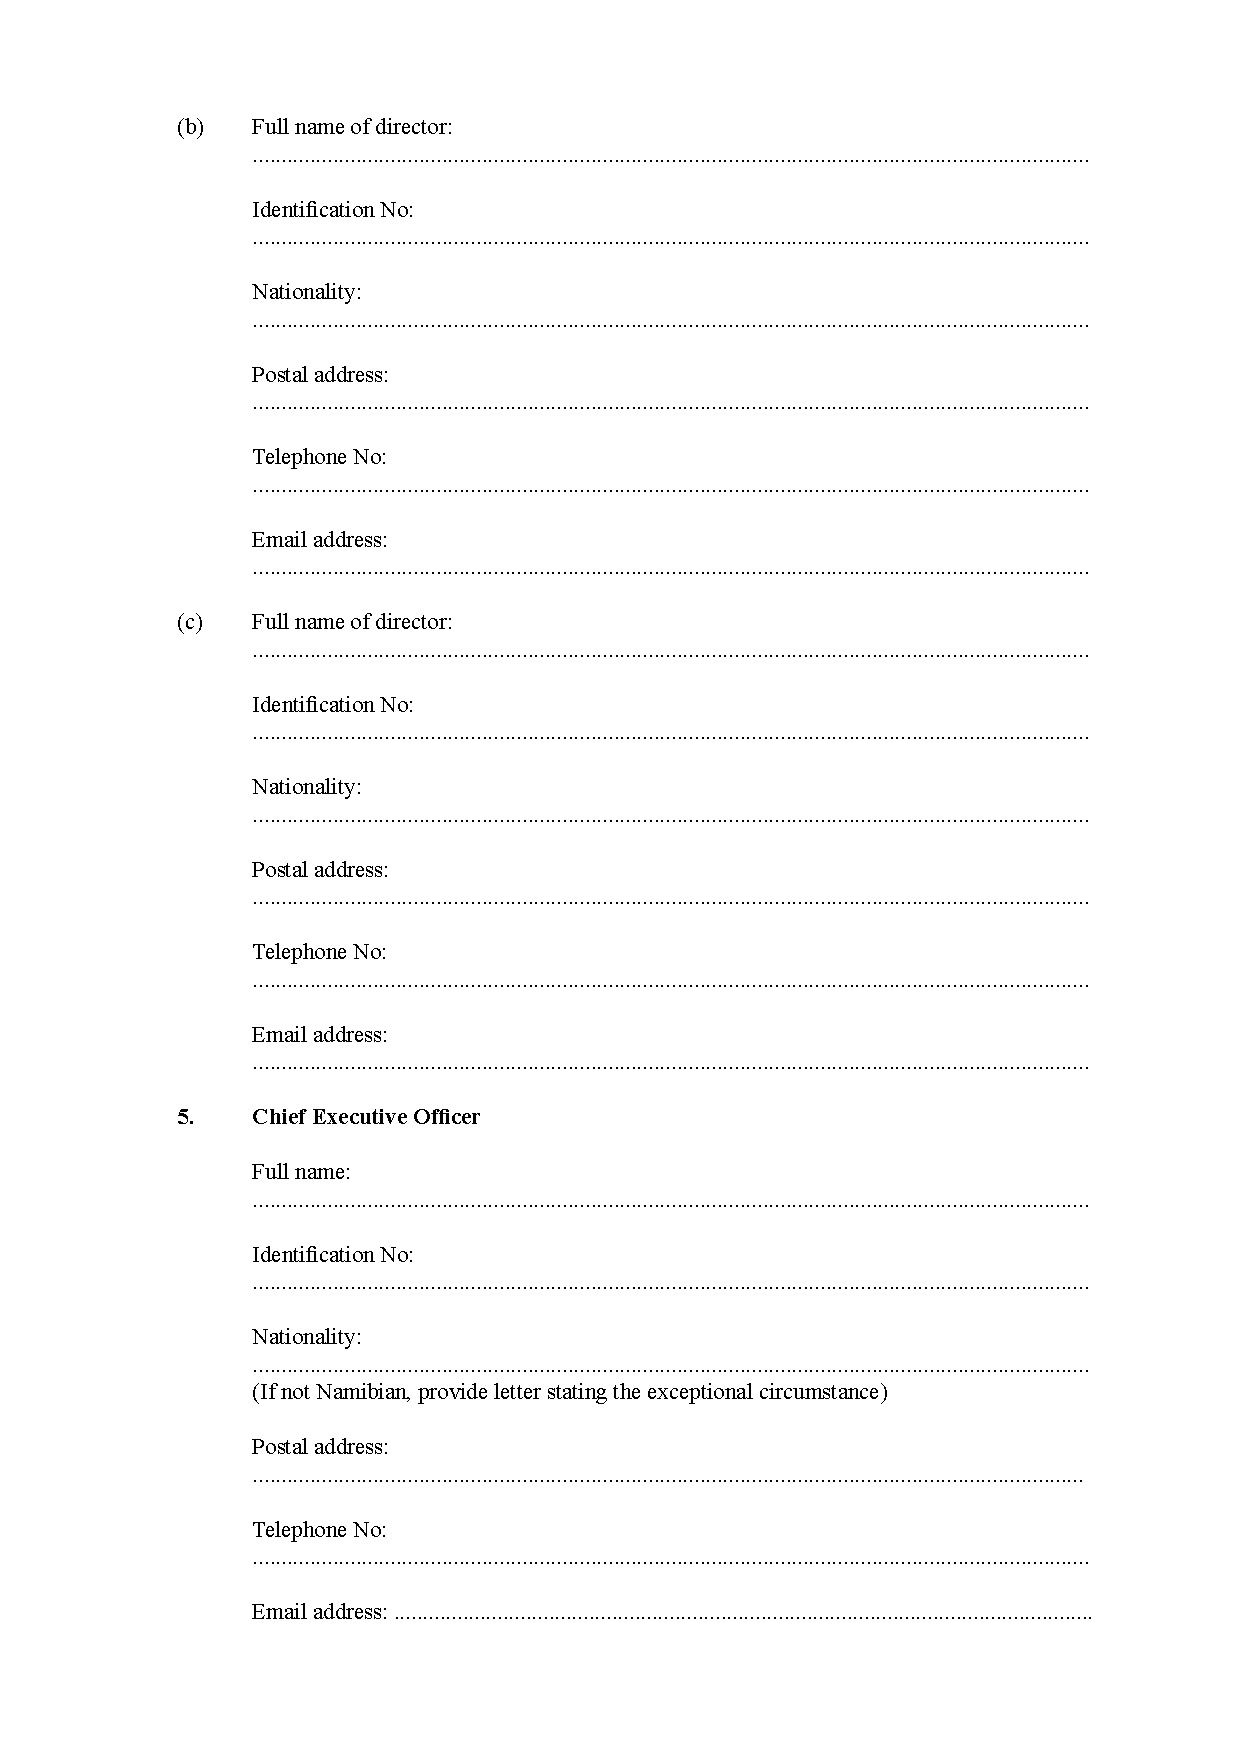 (b) Full name of director:
................................................................................................................................................
Identification No:
................................................................................................................................................
Nationality:
................................................................................................................................................
Postal address:
................................................................................................................................................
Telephone No:
................................................................................................................................................
Email address:
................................................................................................................................................
(c) Full name of director:
................................................................................................................................................
Identification No:
................................................................................................................................................
Nationality:
................................................................................................................................................
Postal address:
................................................................................................................................................
Telephone No:
................................................................................................................................................
Email address:
................................................................................................................................................
5. Chief Executive Officer
Full name:
................................................................................................................................................
Identification No:
................................................................................................................................................
Nationality:
................................................................................................................................................
(If not Namibian, provide letter stating the exceptional circumstance)
Postal address:
...............................................................................................................................................
Telephone No:
................................................................................................................................................
Email address: ........................................................................................................................